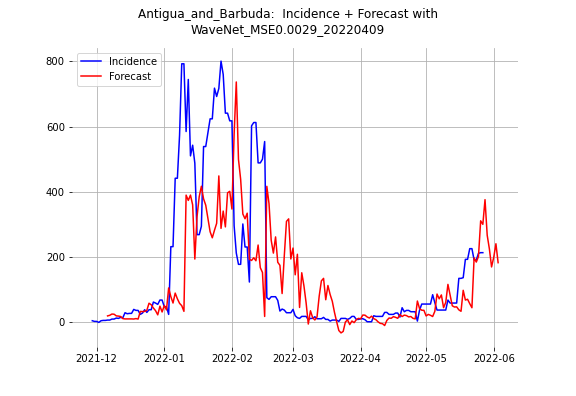 Antigua_and_Barbuda:  Incidence + Forecast with
WaveNet_MSE0.0029_20220409
Incidence
Forecast
800
600
400
200
0
2021-12 2022-01 2022-02 2022-03 2022-04 2022-05 2022-06